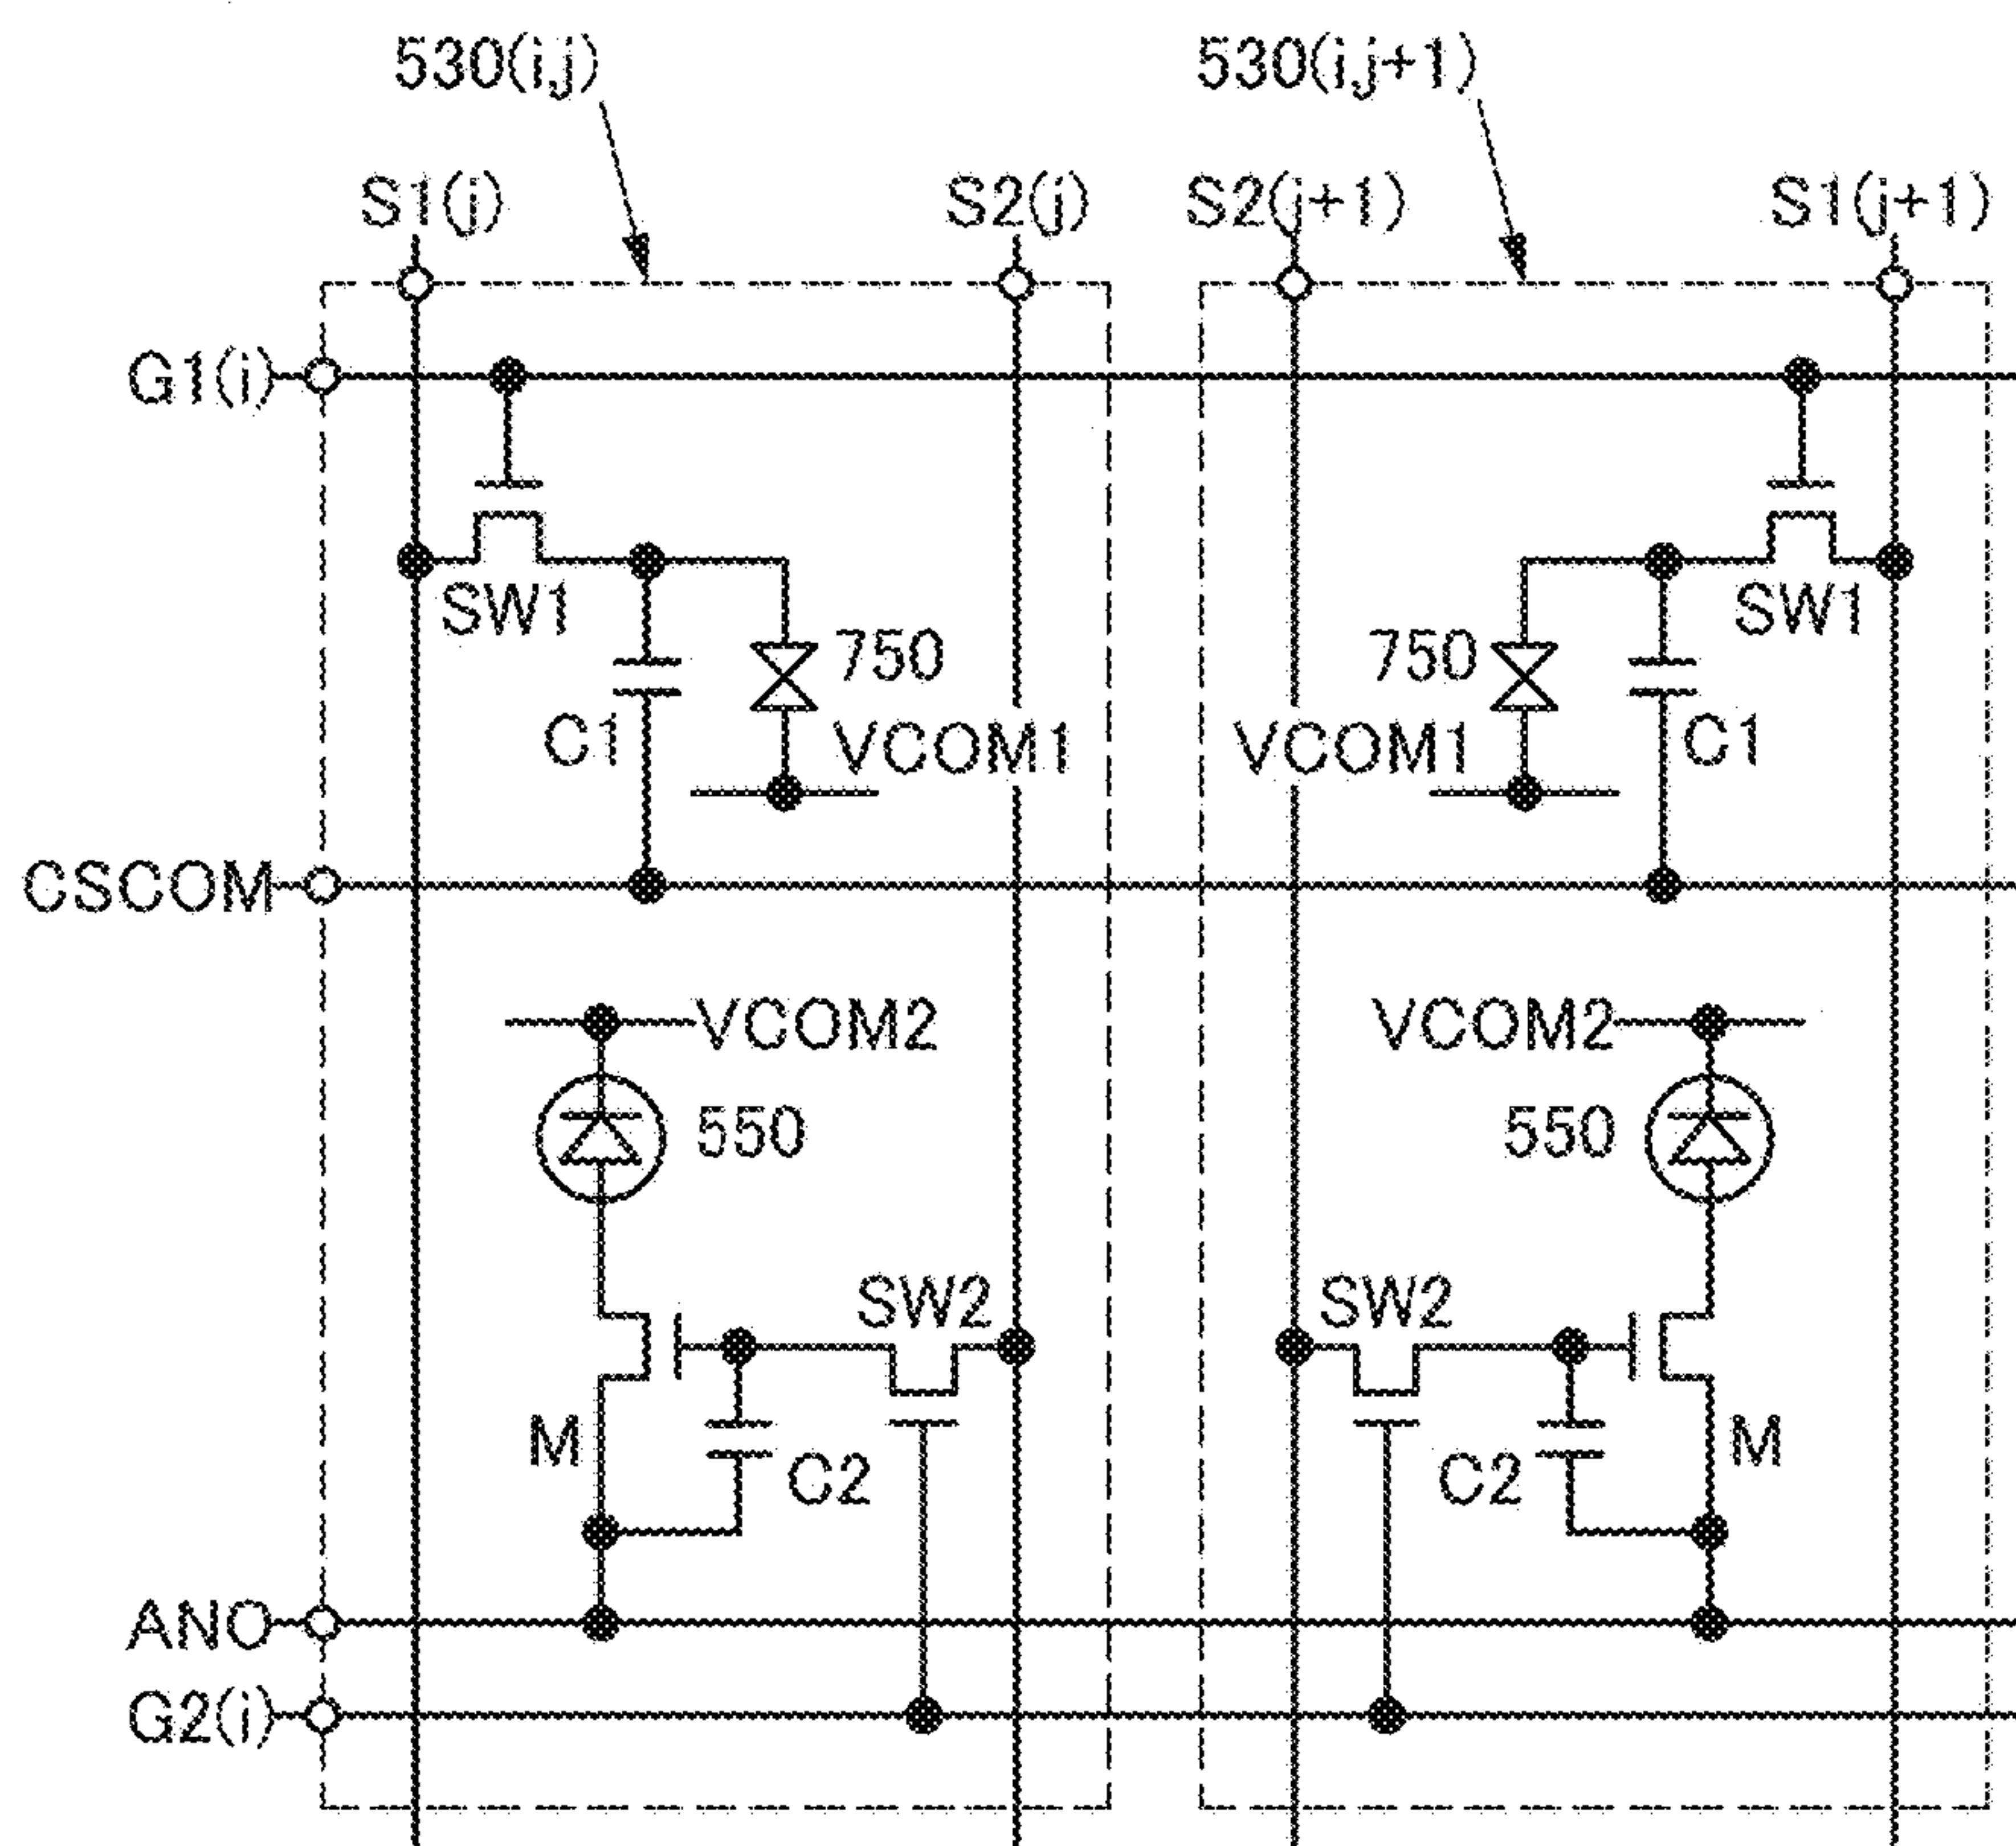 530(i,j) 530(i,j+1)
S1(j) S2(j) S2(j+1) S1(j+1)
G1(i)
SW1 SW1
750 750
C1 VCOM1 VCOM1 C1
CSCOM
VCOM2 VCOM2
550 550
SW2 SW2
M C2 C2 M
ANO
G2(i)